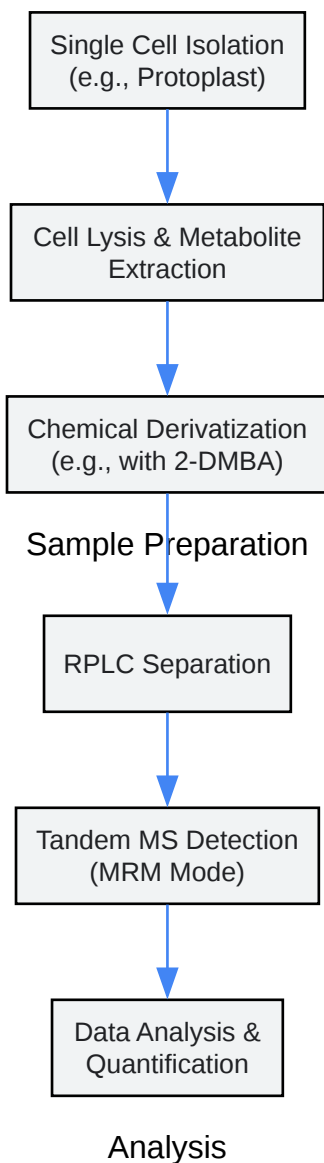 Single Cell Isolation
(e.g., Protoplast)
Cell Lysis & Metabolite
Extraction
Chemical Derivatization
(e.g., with 2-DMBA)
Sample Preparation
RPLC Separation
Tandem MS Detection
(MRM Mode)
Data Analysis &
Quantification
Analysis